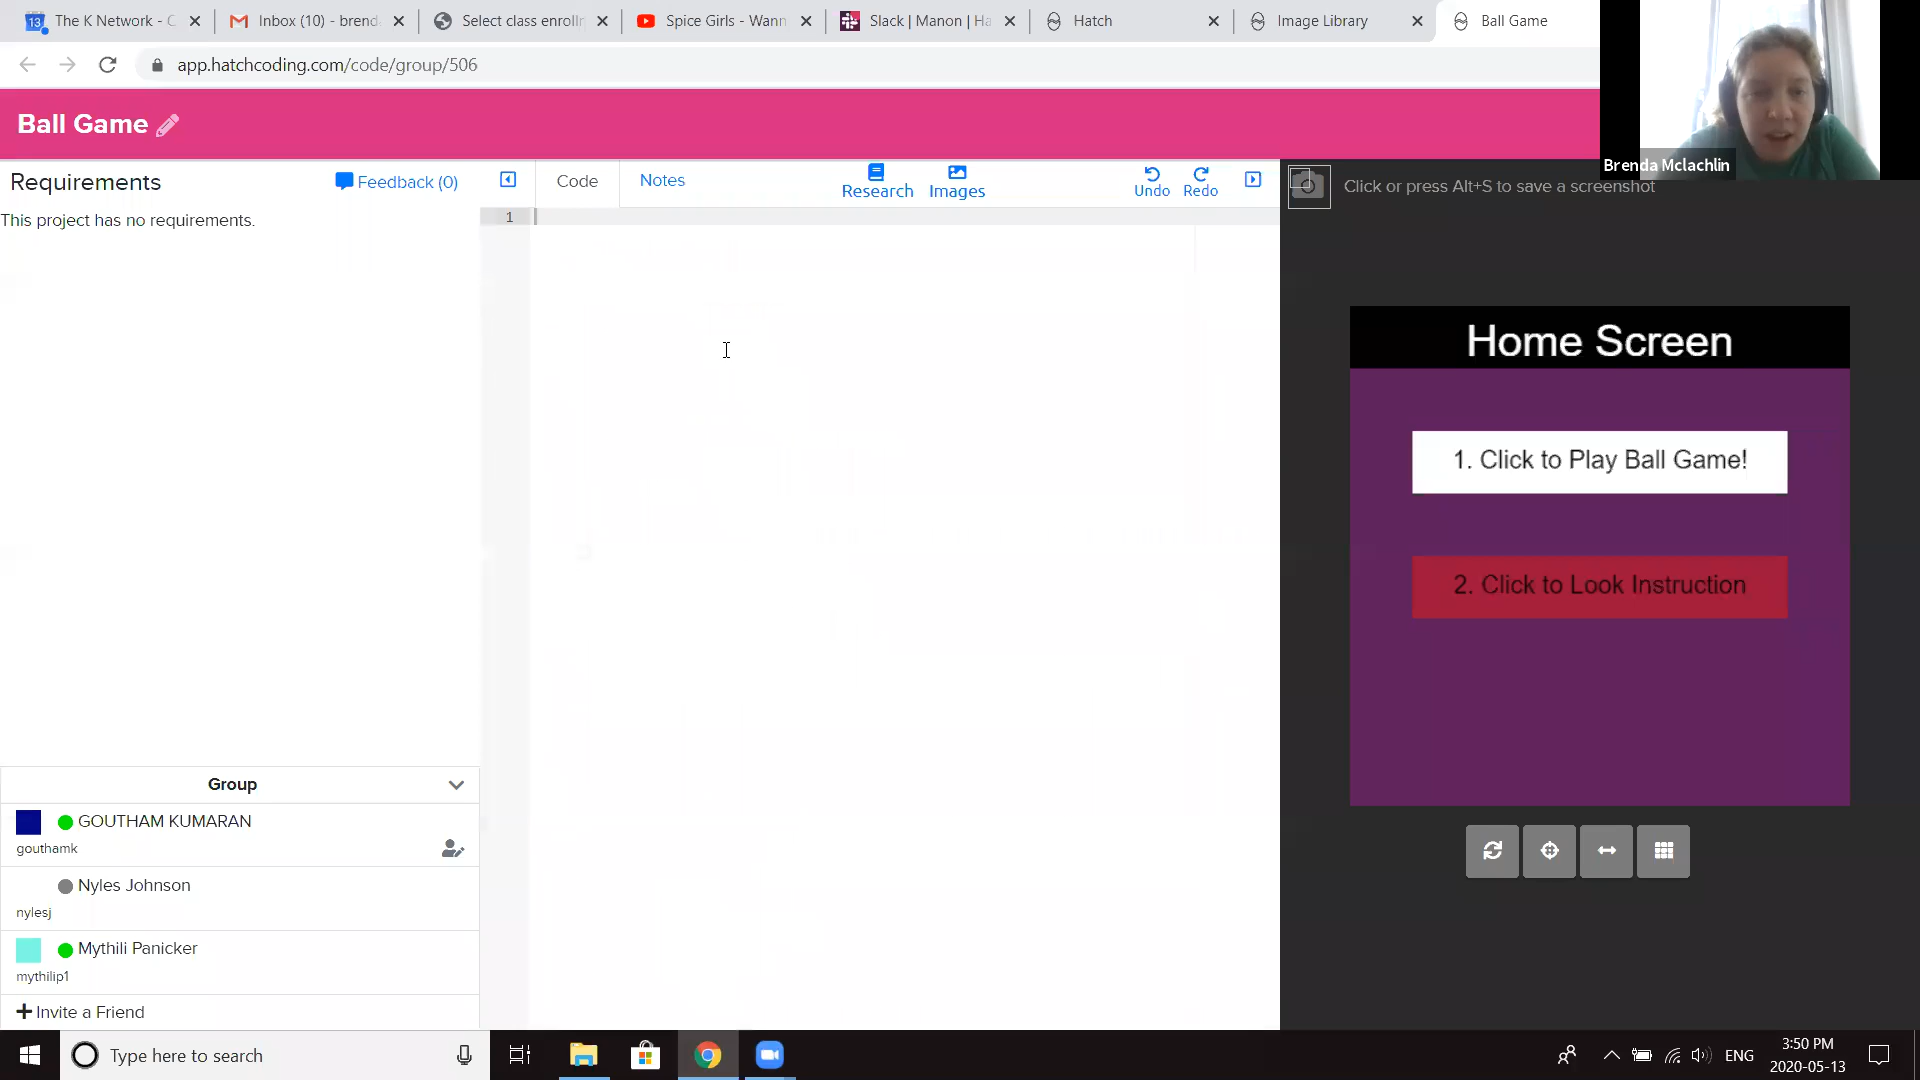 13 The K Network - C
Inbox (10) - brend
Select class enrollm
Spice Girls - Wann
Slack | Manon | Ha
Hatch
Image Library
Ball Game
app.hatchcoding.com/code/group/506
Ball Game
Brenda Mclachlin
Requirements
Feedback (0)
Code
Notes
Research
Images
Undo
Redo
Click or press Alt+S to save a screenshot
This project has no requirements.
1
Home Screen
1. Click to Play Ball Game!
2. Click to Look Instruction
Group
GOUTHAM KUMARAN
gouthamk
Nyles Johnson
nylesj
Mythili Panicker
mythilip1
Invite a Friend
Type here to search
ENG
3:50 PM
2020-05-13